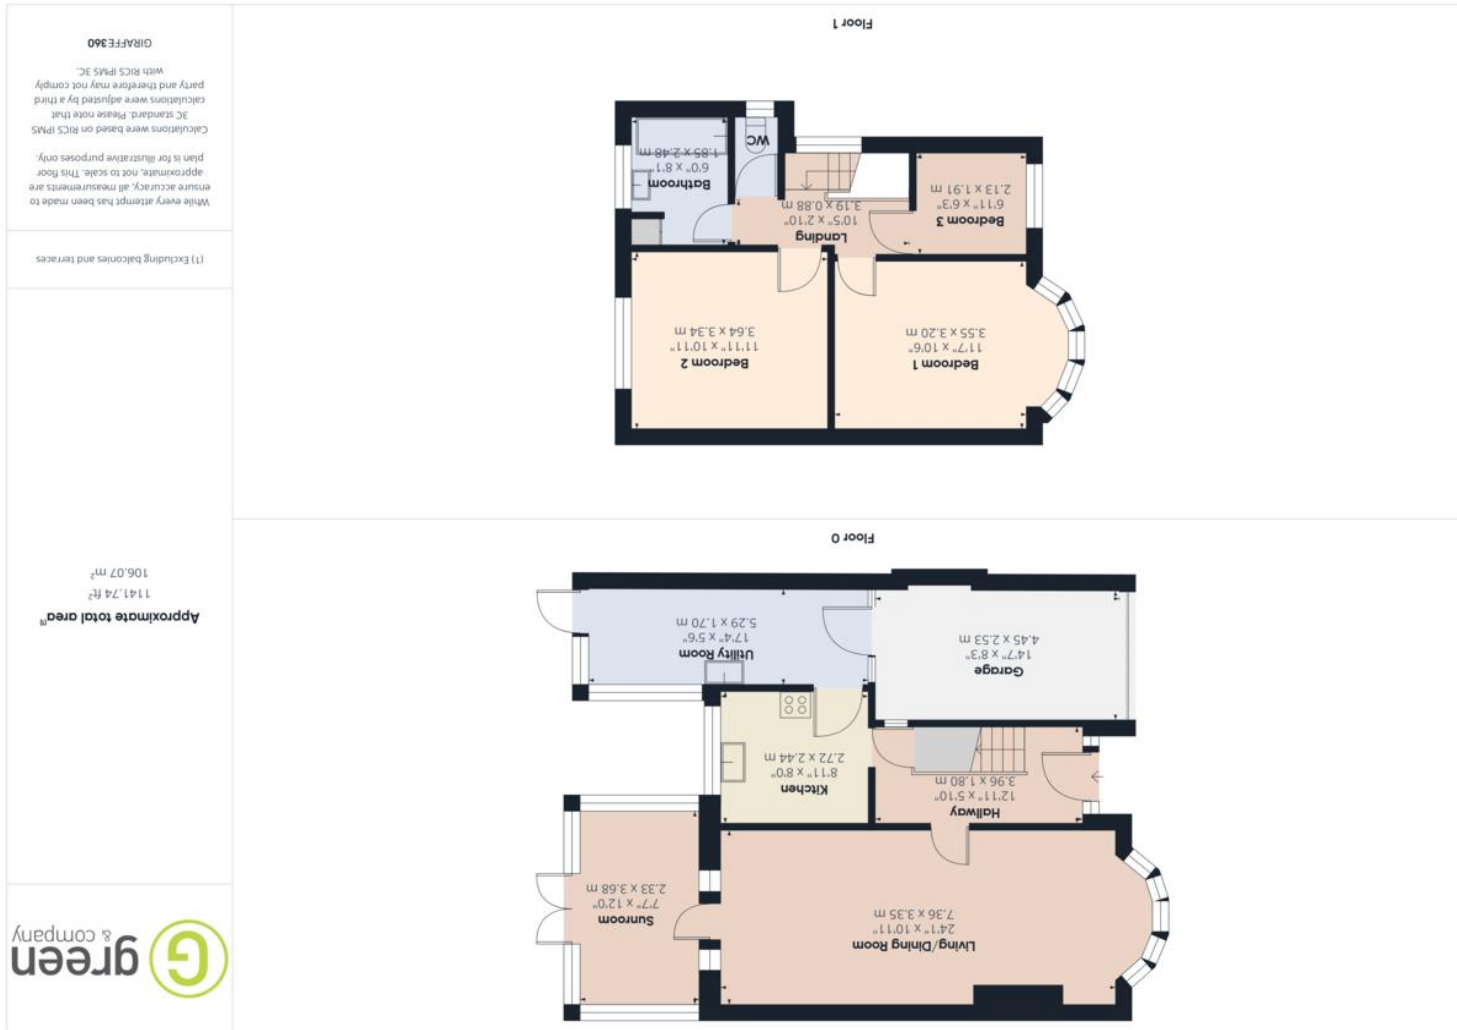 green
& company
Approximate total area(1)
1141.74 ft²
106.07 m²
(1) Excluding balconies and terraces
While every attempt has been made to
ensure accuracy, all measurements are
approximate, not to scale. This floor
plan is for illustrative purposes only.
Calculations were based on RICS IPMS
3C standard. Please note that
calculations were adjusted by a third
party and therefore may not comply
with RICS IPMS 3C.
GIRAFFE360
Living/Dining Room
24'1" x 10'11"
7.36 x 3.35 m
Sunroom
7'7" x 12'0"
2.33 x 3.68 m
Hallway
12'11" x 5'10"
3.96 x 1.80 m
Kitchen
8'11" x 8'0"
2.72 x 2.44 m
Garage
14'7" x 8'3"
4.45 x 2.53 m
Utility Room
17'4" x 5'6"
5.29 x 1.70 m
Floor 0
Bedroom 1
11'7" x 10'6"
3.55 x 3.20 m
Bedroom 2
11'11" x 10'11"
3.64 x 3.34 m
Landing
10'5" x 2'10"
3.19 x 0.88 m
Bedroom 3
6'11" x 6'3"
2.13 x 1.91 m
Bathroom
6'0" x 8'1"
1.85 x 2.48 m
WC
Floor 1